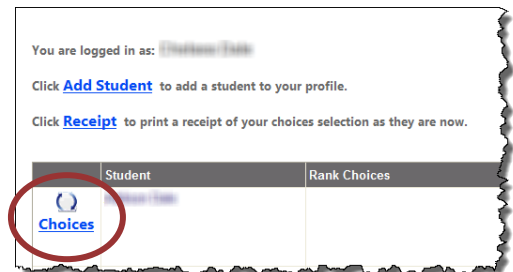 You are logged in as:
Click Add Student to add a student to your profile.
Click Receipt to print a receipt of your choices selection as they are now.
Student Rank Choices
Choices